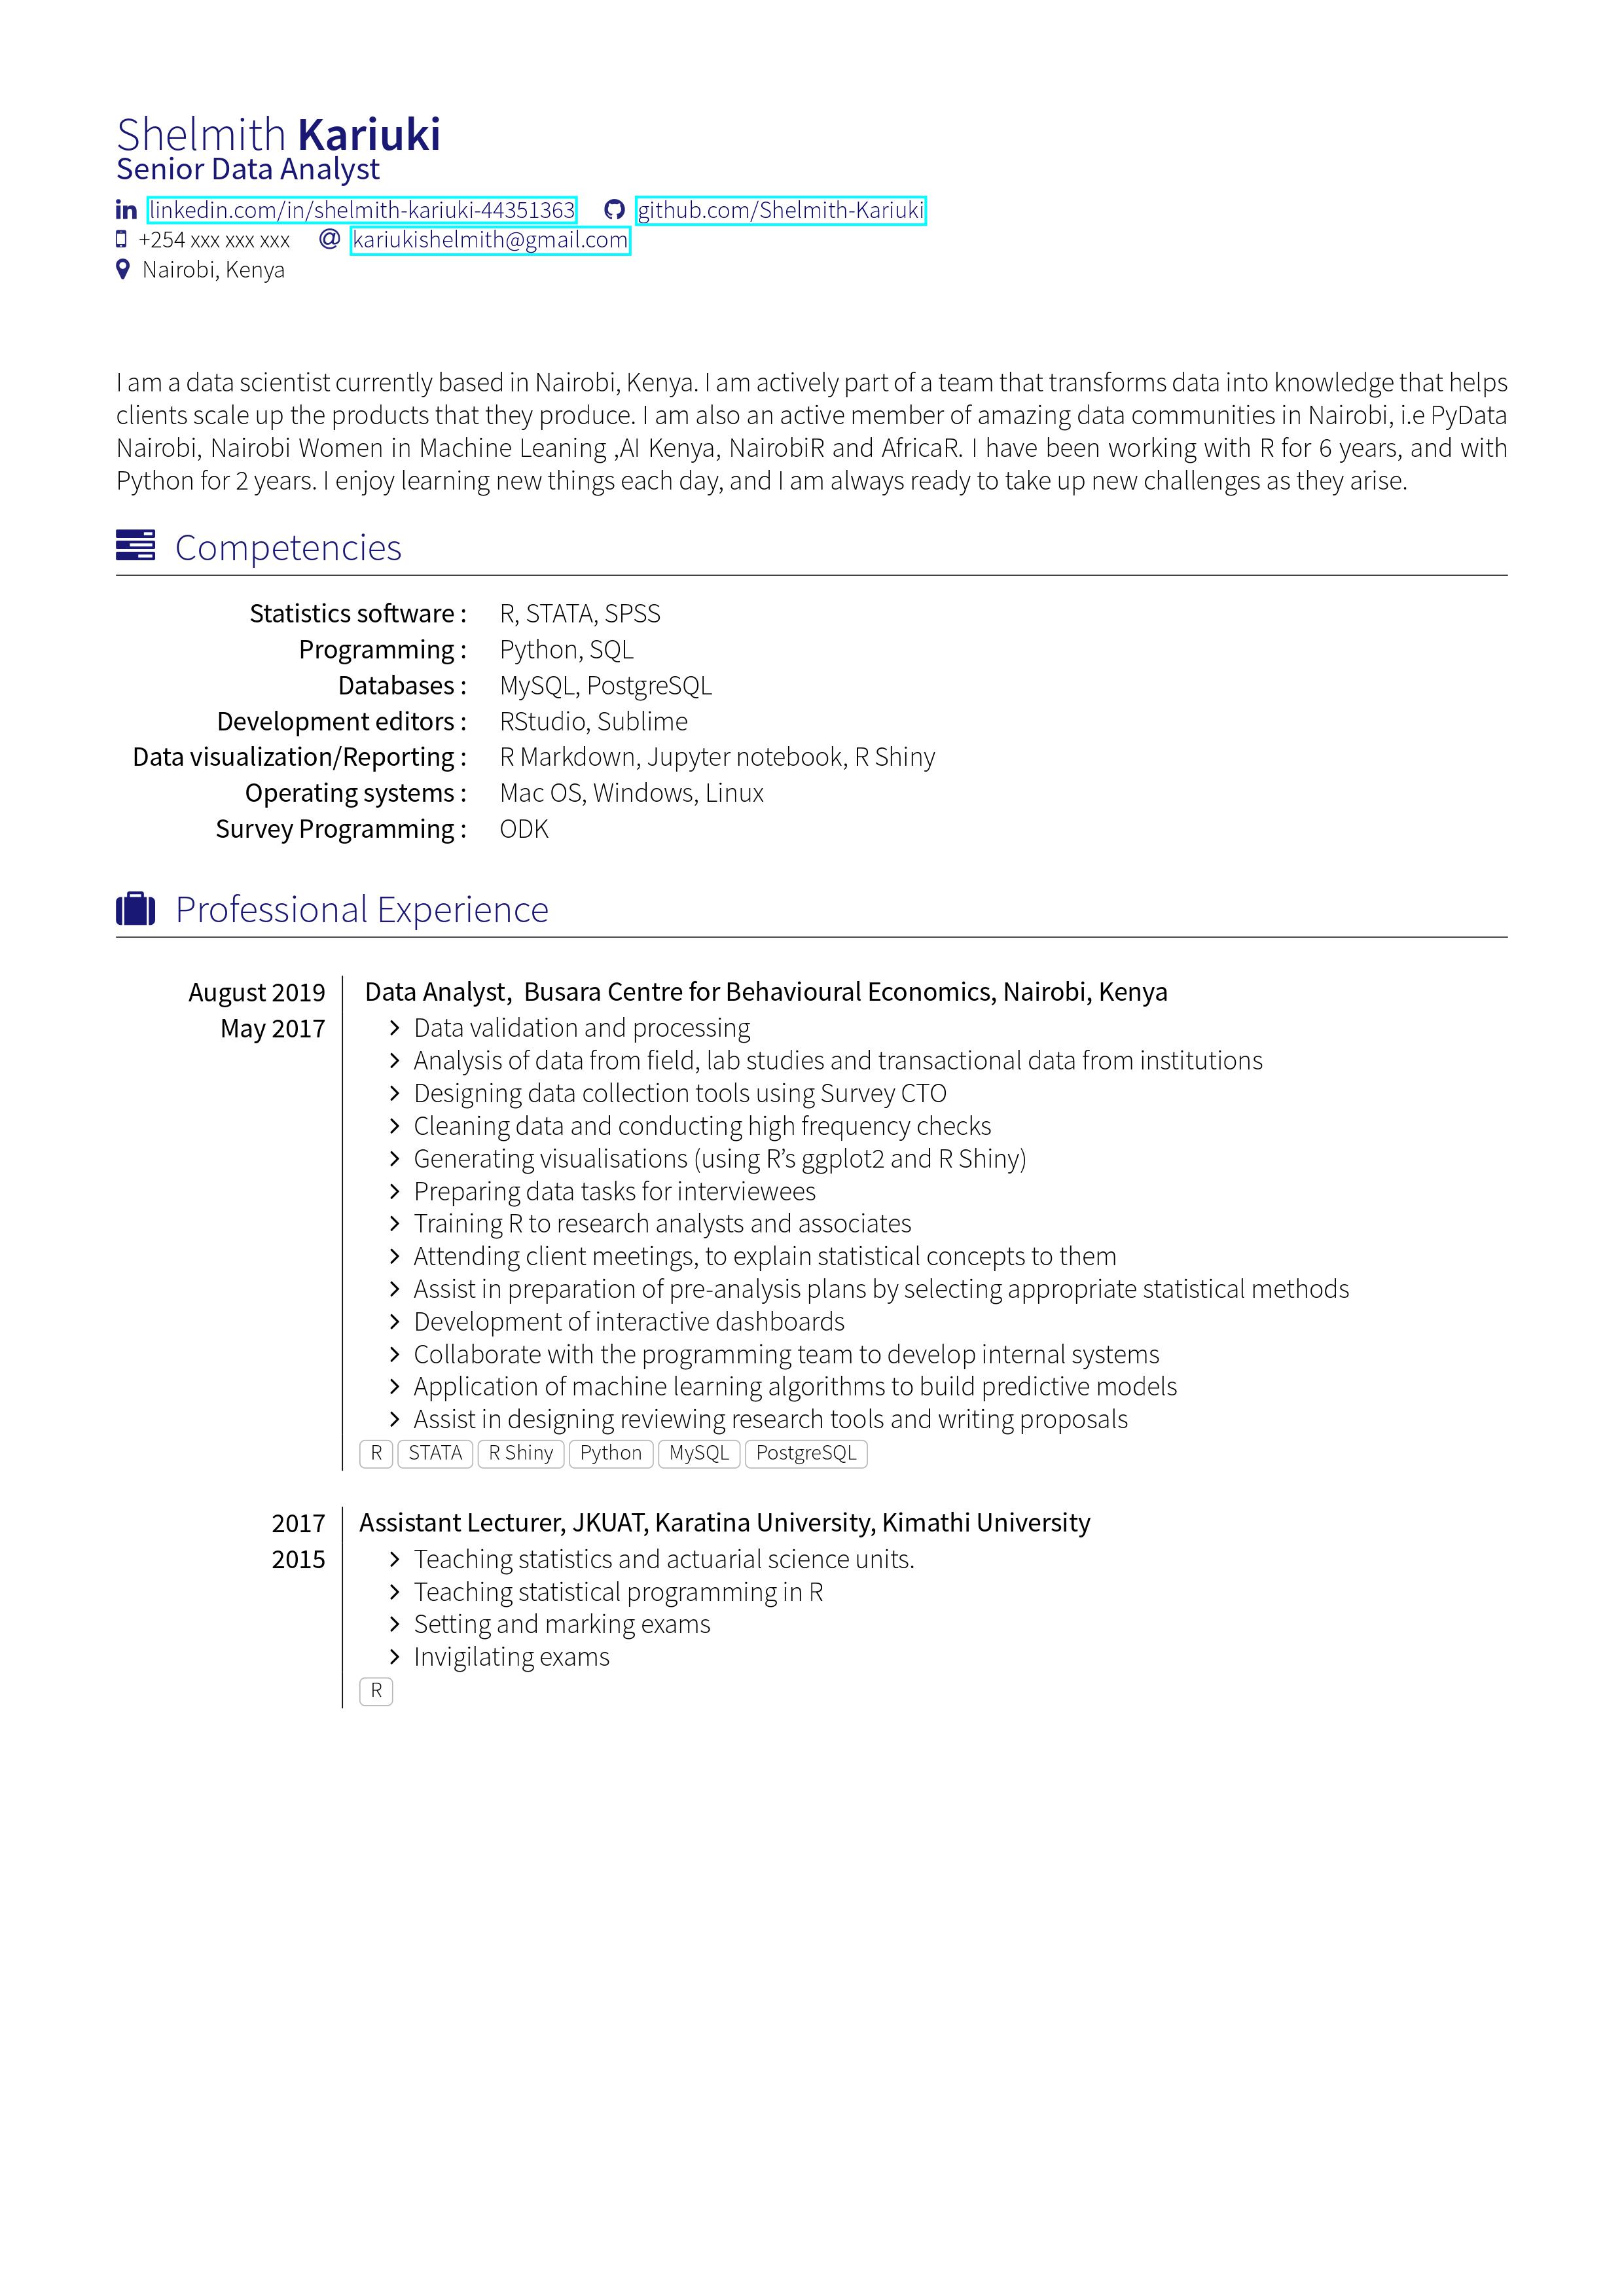 Shelmith Kariuki
Senior Data Analyst
linkedin.com/in/shelmith-kariuki-44351363 github.com/Shelmith-Kariuki
+254 xxx xxx xxx @ kariukishelmith@gmail.com
Nairobi, Kenya
I am a data scientist currently based in Nairobi, Kenya. I am actively part of a team that transforms data into knowledge that helps
clients scale up the products that they produce. I am also an active member of amazing data communities in Nairobi, i.e PyData
Nairobi, Nairobi Women in Machine Leaning ,AI Kenya, NairobiR and AfricaR. I have been working with R for 6 years, and with
Python for 2 years. I enjoy learning new things each day, and I am always ready to take up new challenges as they arise.
Competencies
Statistics software : R, STATA, SPSS
Programming : Python, SQL
Databases : MySQL, PostgreSQL
Development editors : RStudio, Sublime
Data visualization/Reporting : R Markdown, Jupyter notebook, R Shiny
Operating systems : Mac OS, Windows, Linux
Survey Programming : ODK
Professional Experience
August 2019 Data Analyst, Busara Centre for Behavioural Economics, Nairobi, Kenya
May 2017 > Data validation and processing
> Analysis of data from field, lab studies and transactional data from institutions
> Designing data collection tools using Survey CTO
> Cleaning data and conducting high frequency checks
> Generating visualisations (using R's ggplot2 and R Shiny)
> Preparing data tasks for interviewees
> Training R to research analysts and associates
> Attending client meetings, to explain statistical concepts to them
> Assist in preparation of pre-analysis plans by selecting appropriate statistical methods
> Development of interactive dashboards
> Collaborate with the programming team to develop internal systems
> Application of machine learning algorithms to build predictive models
> Assist in designing reviewing research tools and writing proposals
R STATA R Shiny Python MySQL PostgreSQL
2017 Assistant Lecturer, JKUAT, Karatina University, Kimathi University
2015 > Teaching statistics and actuarial science units.
> Teaching statistical programming in R
> Setting and marking exams
> Invigilating exams
R